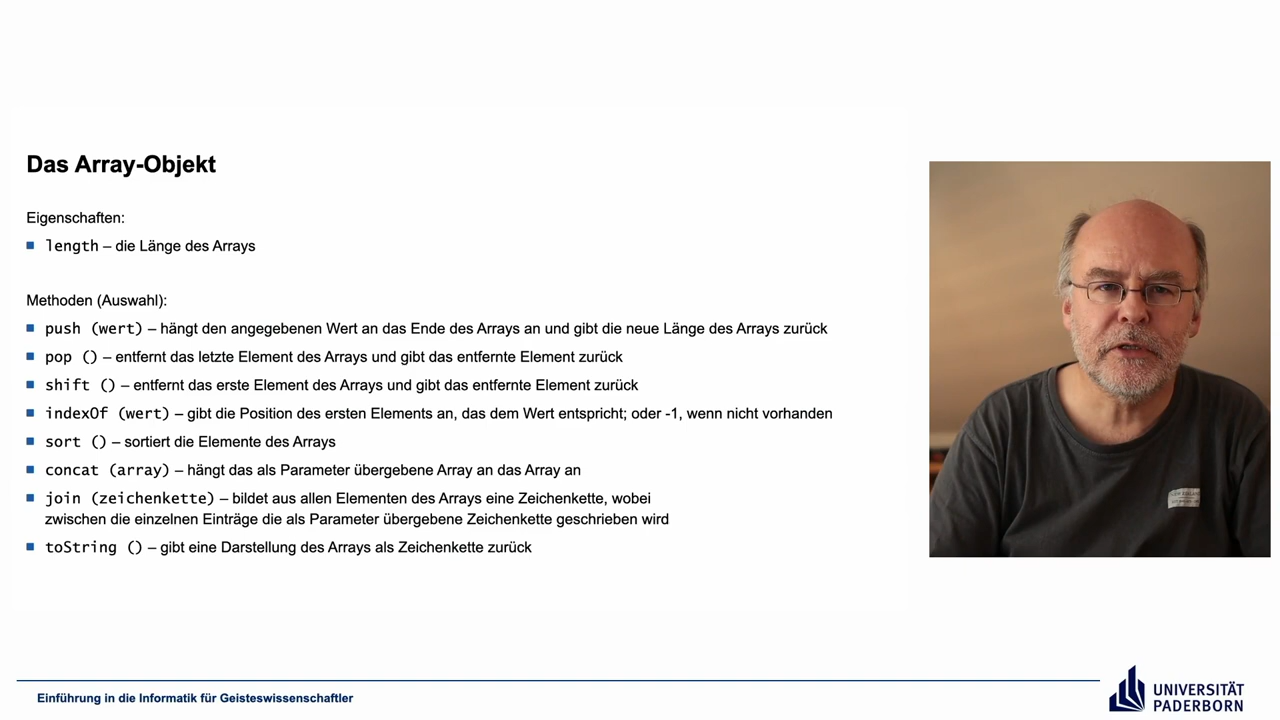 Das Array-Objekt
Eigenschaften:
length – die Länge des Arrays
Methoden (Auswahl):
push (wert) – hängt den angegebenen Wert an das Ende des Arrays an und gibt die neue Länge des Arrays zurück
pop () – entfernt das letzte Element des Arrays und gibt das entfernte Element zurück
shift () – entfernt das erste Element des Arrays und gibt das entfernte Element zurück
indexOf (wert) – gibt die Position des ersten Elements an, das dem Wert entspricht; oder -1, wenn nicht vorhanden
sort () – sortiert die Elemente des Arrays
concat (array) – hängt das als Parameter übergebene Array an das Array an
join (zeichenkette) – bildet aus allen Elementen des Arrays eine Zeichenkette, wobei
zwischen die einzelnen Einträge die als Parameter übergebene Zeichenkette geschrieben wird
toString () – gibt eine Darstellung des Arrays als Zeichenkette zurück
Einführung in die Informatik für Geisteswissenschaftler
UNIVERSITÄT
PADERBORN